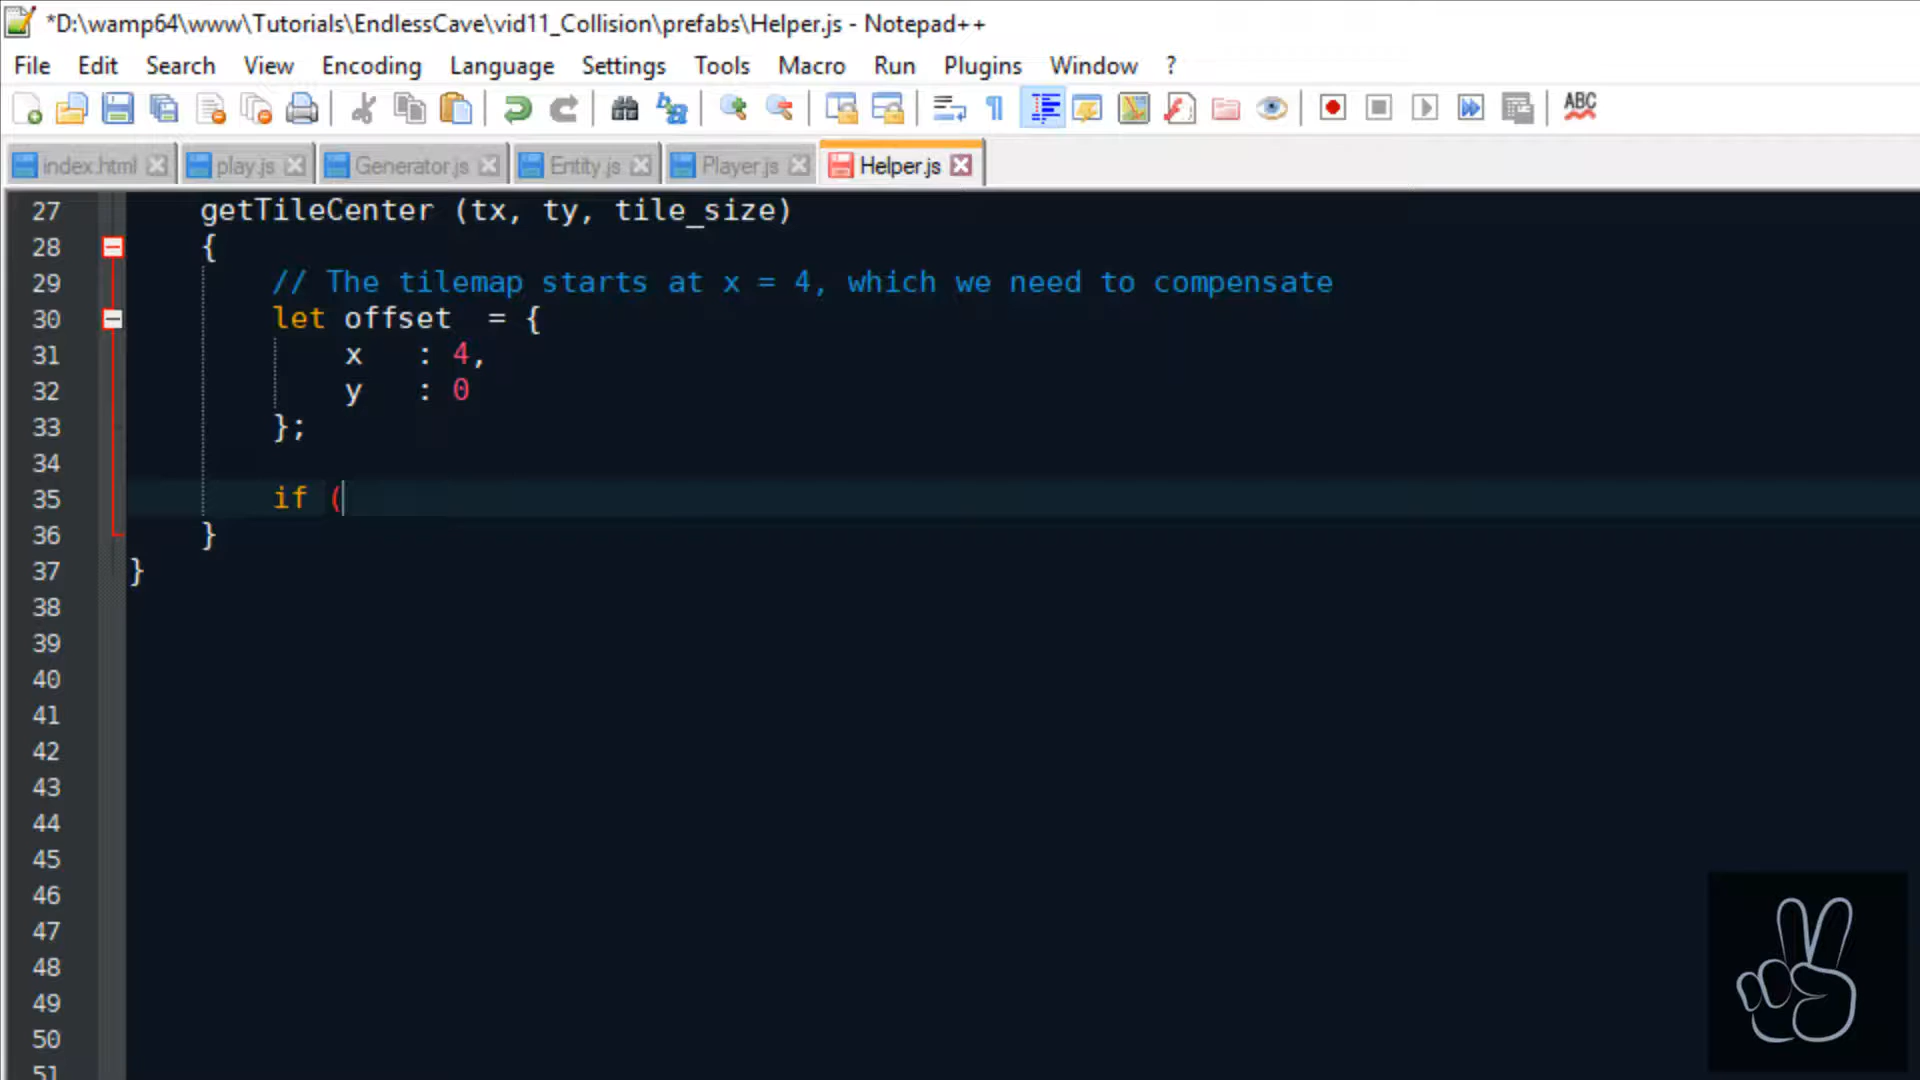 *D:\wamp64\www\Tutorials\EndlessCave\vid11_Collision\prefabs\Helper.js - Notepad++
File Edit Search View Encoding Language Settings Tools Macro Run Plugins Window ?
ABC
index.html play.js Generator.js Entity.js Player.js Helper.js
27 getTileCenter (tx, ty, tile_size)
28 {
29 // The tilemap starts at x = 4, which we need to compensate
30 let offset = {
31 x : 4,
32 y : 0
33 };
34
35 if (
36 }
37 }
38
39
40
41
42
43
44
45
46
47
48
49
50
51